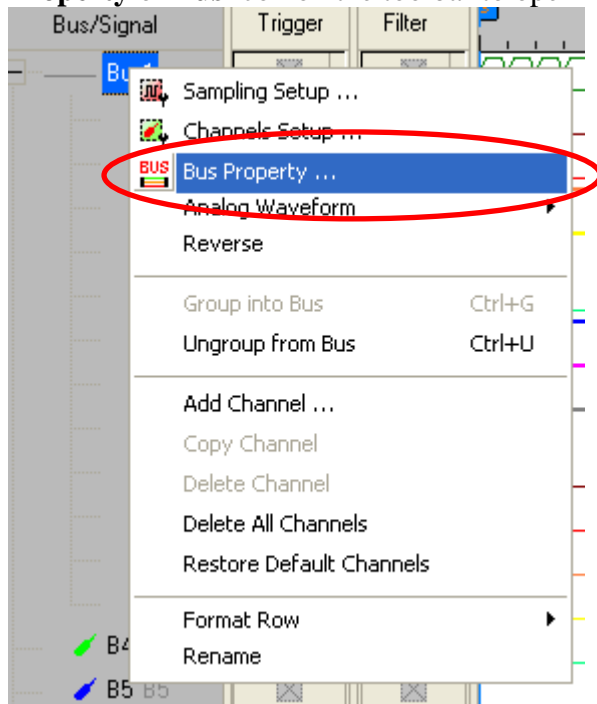 Bus/Signal Trigger Filter
Sampling Setup ...
Channels Setup ...
BUS Bus Property ...
Analog Waveform
Reverse
Group into Bus Ctrl+G
Ungroup from Bus Ctrl+U
Add Channel ...
Copy Channel
Delete Channel
Delete All Channels
Restore Default Channels
Format Row
Rename
B5 B5